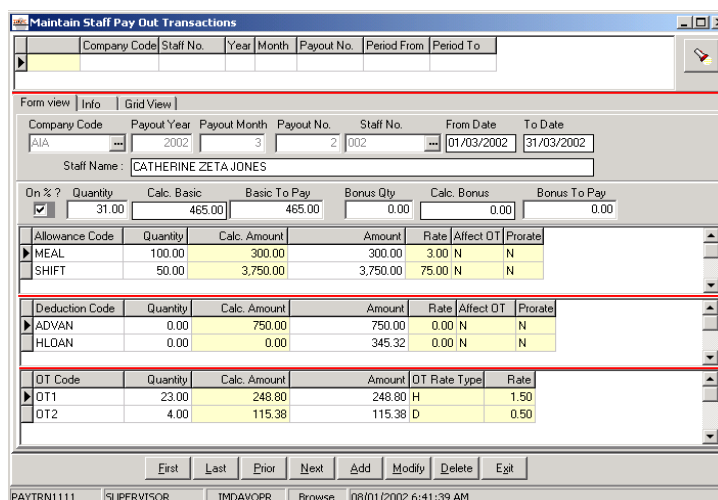 Maintain Staff Pay Out Transactions
Company Code Staff No. Year Month Payout No. Period From Period To
Form view Info Grid View
Company Code Payout Year Payout Month Payout No. Staff No. From Date To Date
AIA ... 2002 3 2 002 ... 01/03/2002 31/03/2002
Staff Name : CATHERINE ZETA JONES
On % ? Quantity Calc. Basic Basic To Pay Bonus Qty Calc. Bonus Bonus To Pay
31.00 465.00 465.00 0.00 0.00 0.00
Allowance Code Quantity Calc. Amount Amount Rate Affect OT Prorate
MEAL 100.00 300.00 300.00 3.00 N N
SHIFT 50.00 3,750.00 3,750.00 75.00 N N
Deduction Code Quantity Calc. Amount Amount Rate Affect OT Prorate
ADVAN 0.00 750.00 750.00 0.00 N N
HLOAN 0.00 0.00 345.32 0.00 N N
OT Code Quantity Calc. Amount Amount OT Rate Type Rate
OT1 23.00 248.80 248.80 H 1.50
OT2 4.00 115.38 115.38 D 0.50
First Last Prior Next Add Modify Delete Exit
PAYTRN1111 SUPERVISOR IMDAVOPR Browse 08/01/2002 6:41:39 AM